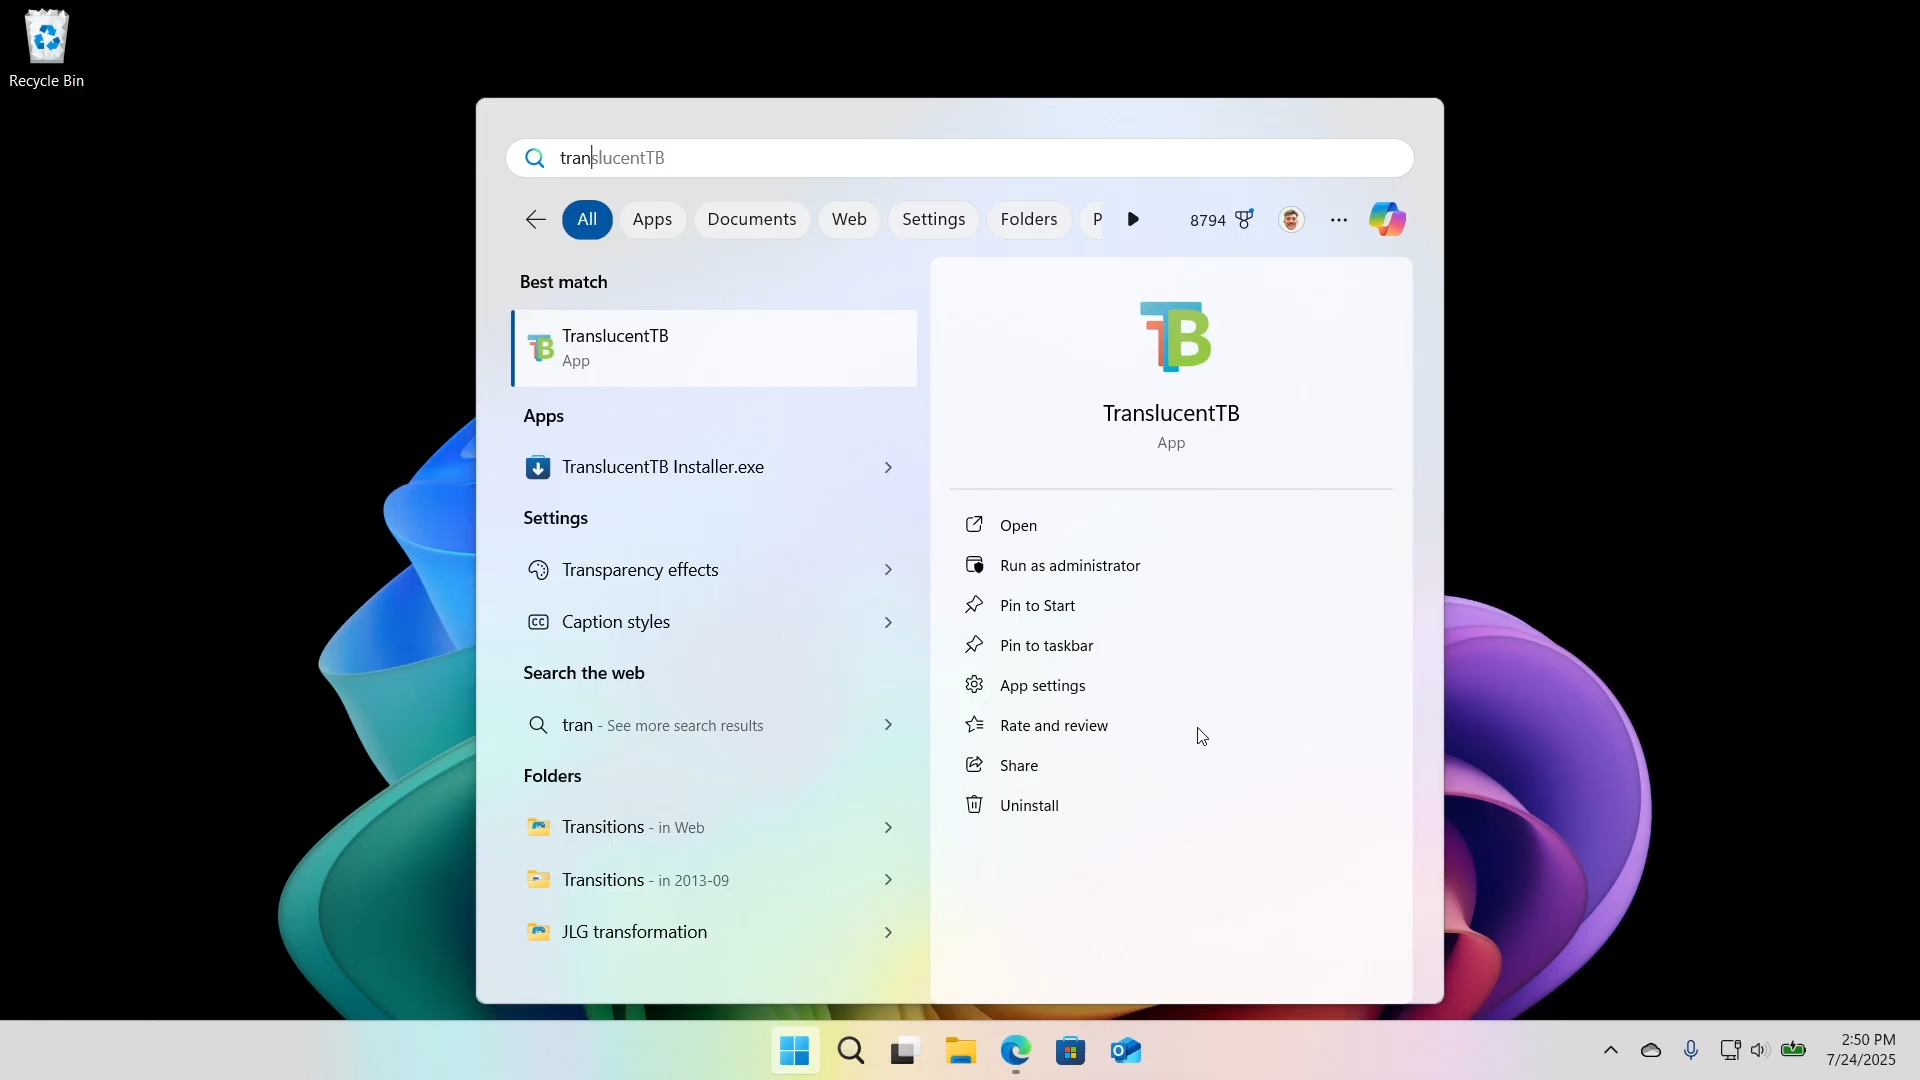 Recycle Bin
translucentTB
All Apps Documents Web Settings Folders P 8794
Best match
TranslucentTB
App
Apps
TranslucentTB Installer.exe
Settings
Transparency effects
CC Caption styles
Search the web
tran - See more search results
Folders
Transitions - in Web
Transitions - in 2013-09
JLG transformation
TB
TranslucentTB
App
Open
Run as administrator
Pin to Start
Pin to taskbar
App settings
Rate and review
Share
Uninstall
2:50 PM
7/24/2025